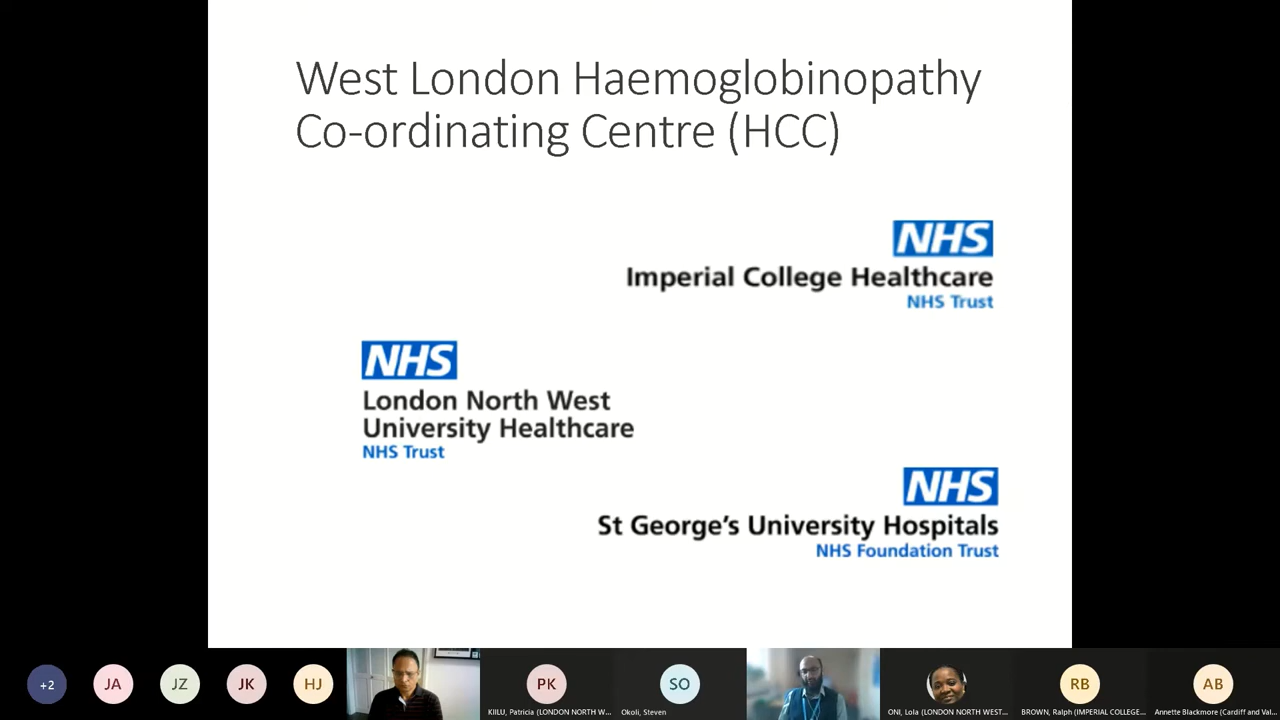 West London Haemoglobinopathy
Co-ordinating Centre (HCC)
NHS
Imperial College Healthcare
NHS Trust
NHS
London North West
University Healthcare
NHS Trust
NHS
St George's University Hospitals
NHS Foundation Trust
+2
JA
JZ
JK
HJ
PK
KIILU, Patricia (LONDON NORTH W...
SO
Okoli, Steven
ONI, Lola (LONDON NORTH WEST...
RB
BROWN, Ralph (IMPERIAL COLLEGE...
AB
Annette Blackmore (Cardiff and Val...